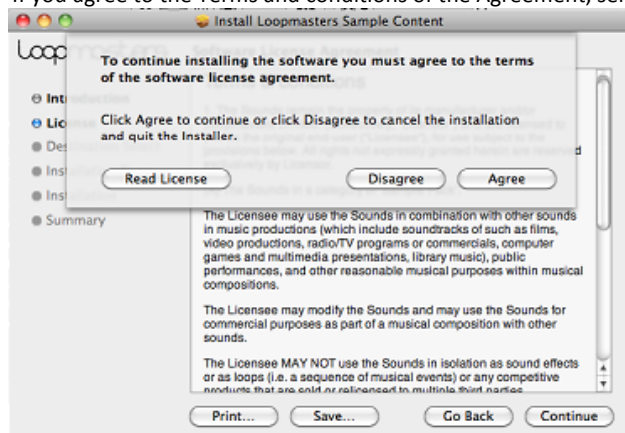 If you agree to the Terms and conditions of the Agreement, sel
Install Loopmasters Sample Content
Loopmasters
Software License Agreement
To continue installing the software you must agree to the terms
of the software license agreement.
Click Agree to continue or click Disagree to cancel the installation
and quit the Installer.
Read License
Disagree
Agree
Introduction
Lic
Des
Inst
Inst
Summary
The Licensee may use the Sounds in combination with other sounds
in music productions (which include soundtracks of such as films,
video productions, radio/TV programs or commercials, computer
games and multimedia presentations, library music), public
performances, and other reasonable musical purposes within musical
compositions.
The Licensee may modify the Sounds and may use the Sounds for
commercial purposes as part of a musical composition with other
sounds.
The Licensee MAY NOT use the Sounds in isolation as sound effects
or as loops (i.e. a sequence of musical events) or any competitive
products that are sold or relicensed to multiple third parties
Print...
Save...
Go Back
Continue